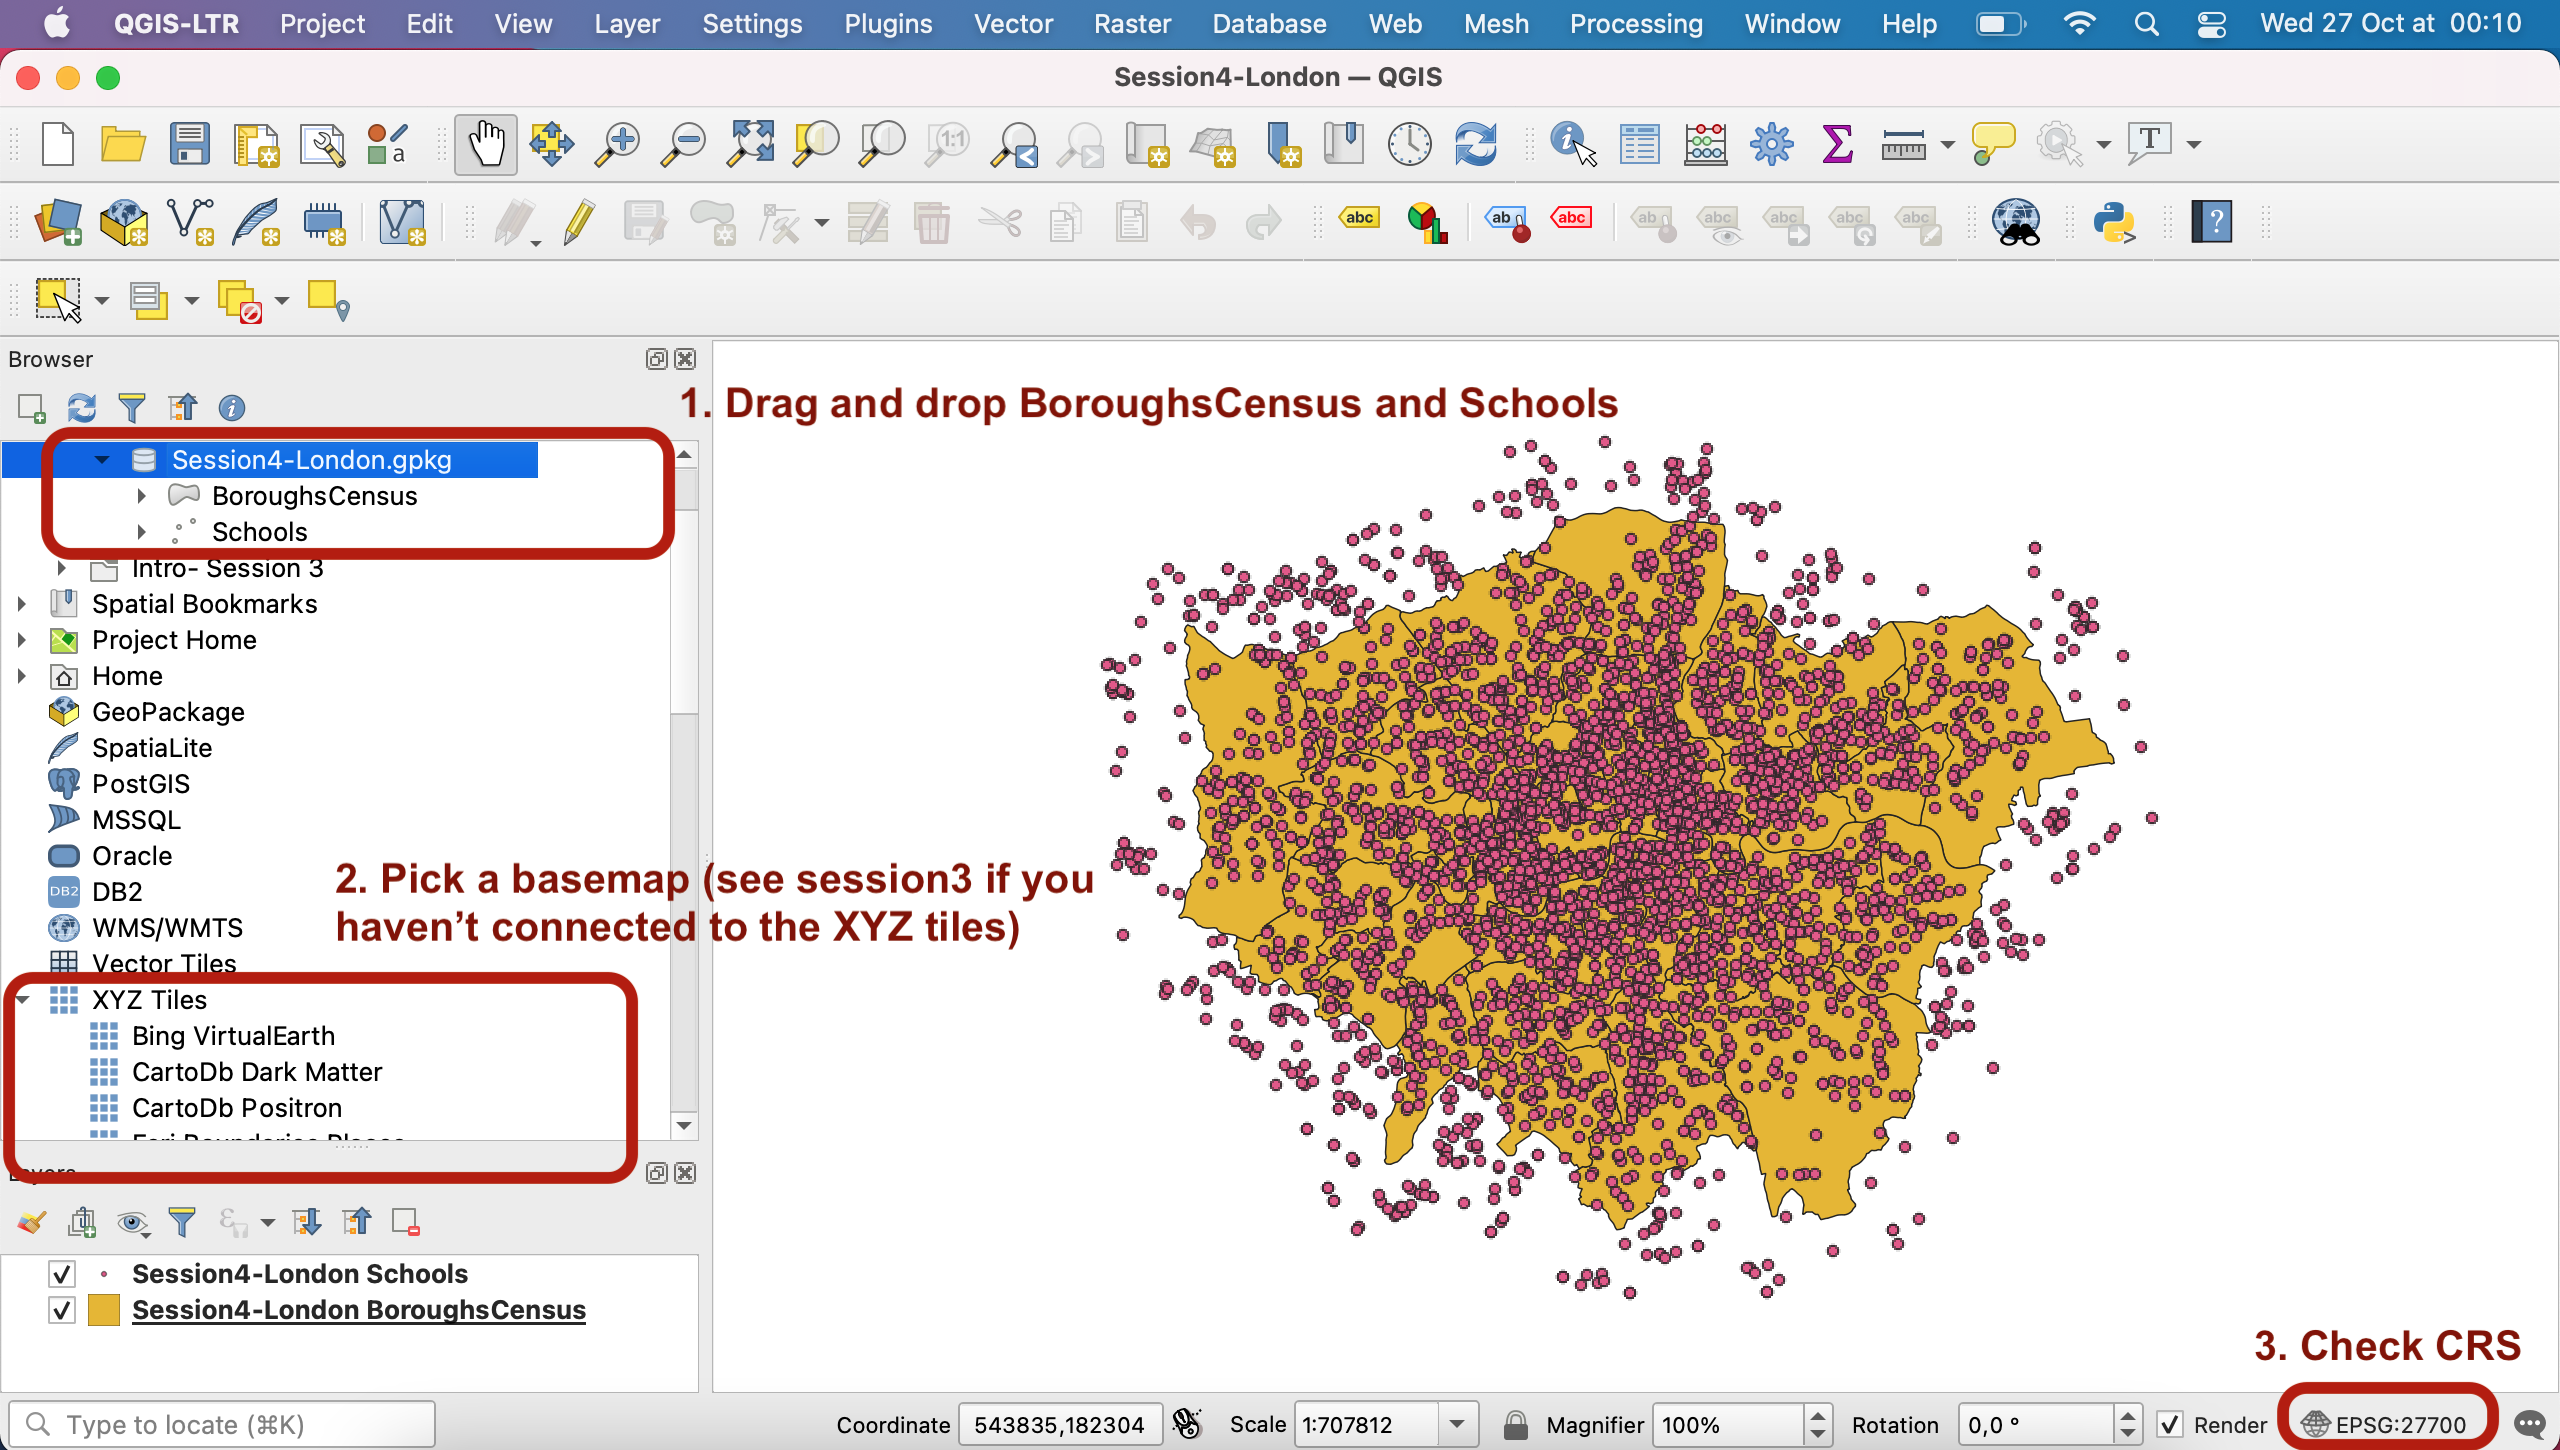 QGIS-LTR Project Edit View Layer Settings Plugins Vector Raster Database Web Mesh Processing Window Help Wed 27 Oct at 00:10
Session4-London — QGIS
Browser
1. Drag and drop BoroughsCensus and Schools
Session4-London.gpkg
BoroughsCensus
Schools
Intro- Session 3
Spatial Bookmarks
Project Home
Home
GeoPackage
SpatiaLite
PostGIS
MSSQL
Oracle
DB2
WMS/WMTS
Vector Tiles
2. Pick a basemap (see session3 if you
haven't connected to the XYZ tiles)
XYZ Tiles
Bing VirtualEarth
CartoDb Dark Matter
CartoDb Positron
Esri Boundaries Places
Layers
Session4-London Schools
Session4-London BoroughsCensus
3. Check CRS
Type to locate (⌘K) Coordinate 543835,182304 Scale 1:707812 Magnifier 100% Rotation 0,0 ° Render EPSG:27700